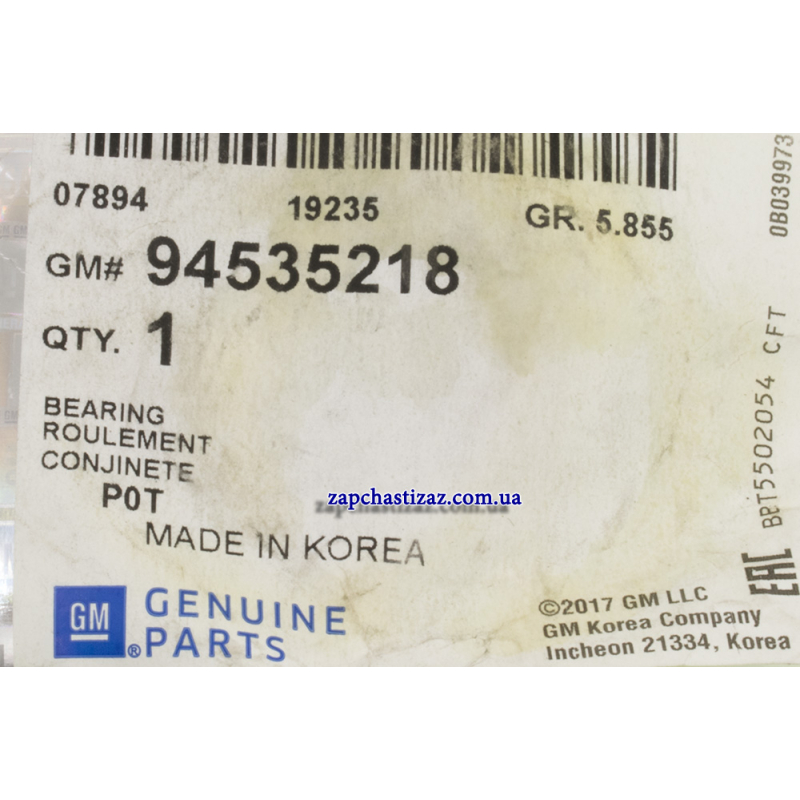 07894 19235 GR. 5.855
GM# 94535218
QTY. 1
BEARING
ROULEMENT
CONJINETE
P0T
MADE IN KOREA
zapchastizaz.com.ua
GM
GENUINE
®PARTS
©2017 GM LLC
GM Korea Company
Incheon 21334, Korea
0B039973
BBT5502054 CFT
EAC